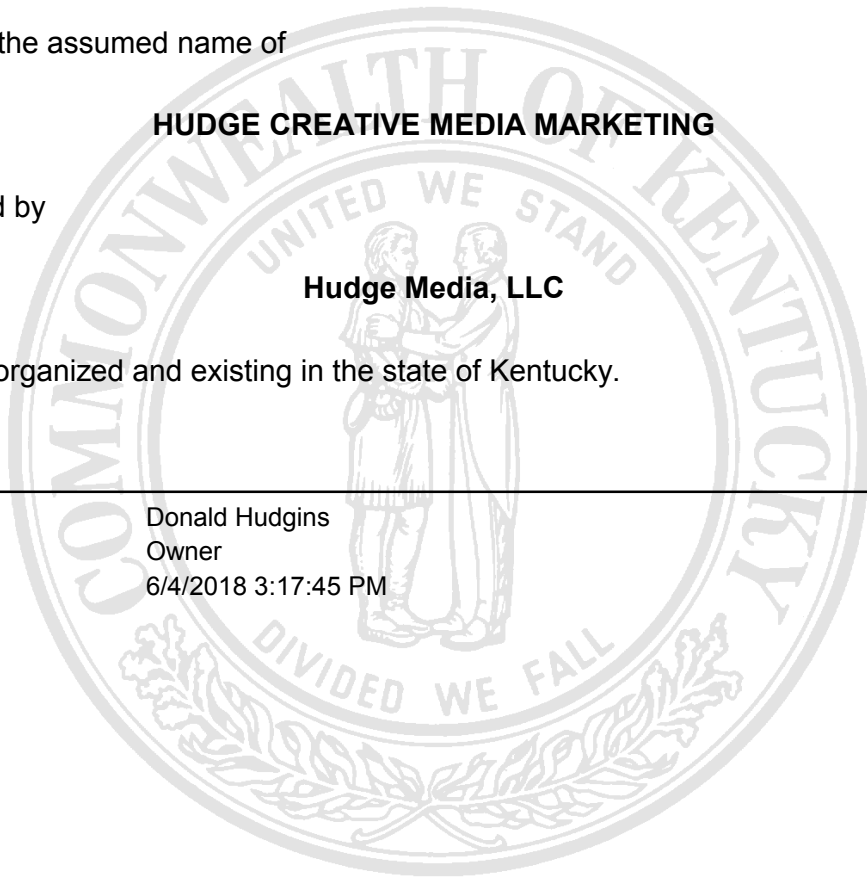 the assumed name of
HUDGE CREATIVE MEDIA MARKETING
by
Hudge Media, LLC
organized and existing in the state of Kentucky.
Donald Hudgins
Owner
6/4/2018 3:17:45 PM
COMMONWEALTH OF KENTUCKY
UNITED WE STAND
DIVIDED WE FALL